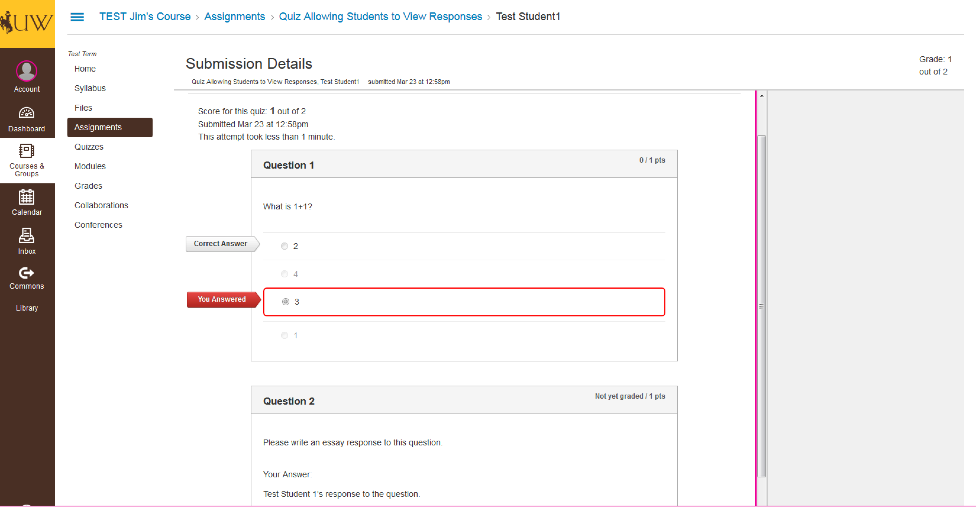 UW
TEST Jim's Course › Assignments › Quiz Allowing Students to View Responses › Test Student1
Account
Dashboard
Courses &
Groups
Calendar
Inbox
Commons
Library
Test Term
Home
Syllabus
Files
Assignments
Quizzes
Modules
Grades
Collaborations
Conferences
Submission Details
Quiz Allowing Students to View Responses, Test Student1 submitted Mar 23 at 12:58pm
Grade: 1
out of 2
Score for this quiz: 1 out of 2
Submitted Mar 23 at 12:58pm
This attempt took less than 1 minute.
Question 1 0 / 1 pts
What is 1+1?
Correct Answer 2
4
You Answered 3
1
Question 2 Not yet graded / 1 pts
Please write an essay response to this question.
Your Answer:
Test Student 1's response to the question.